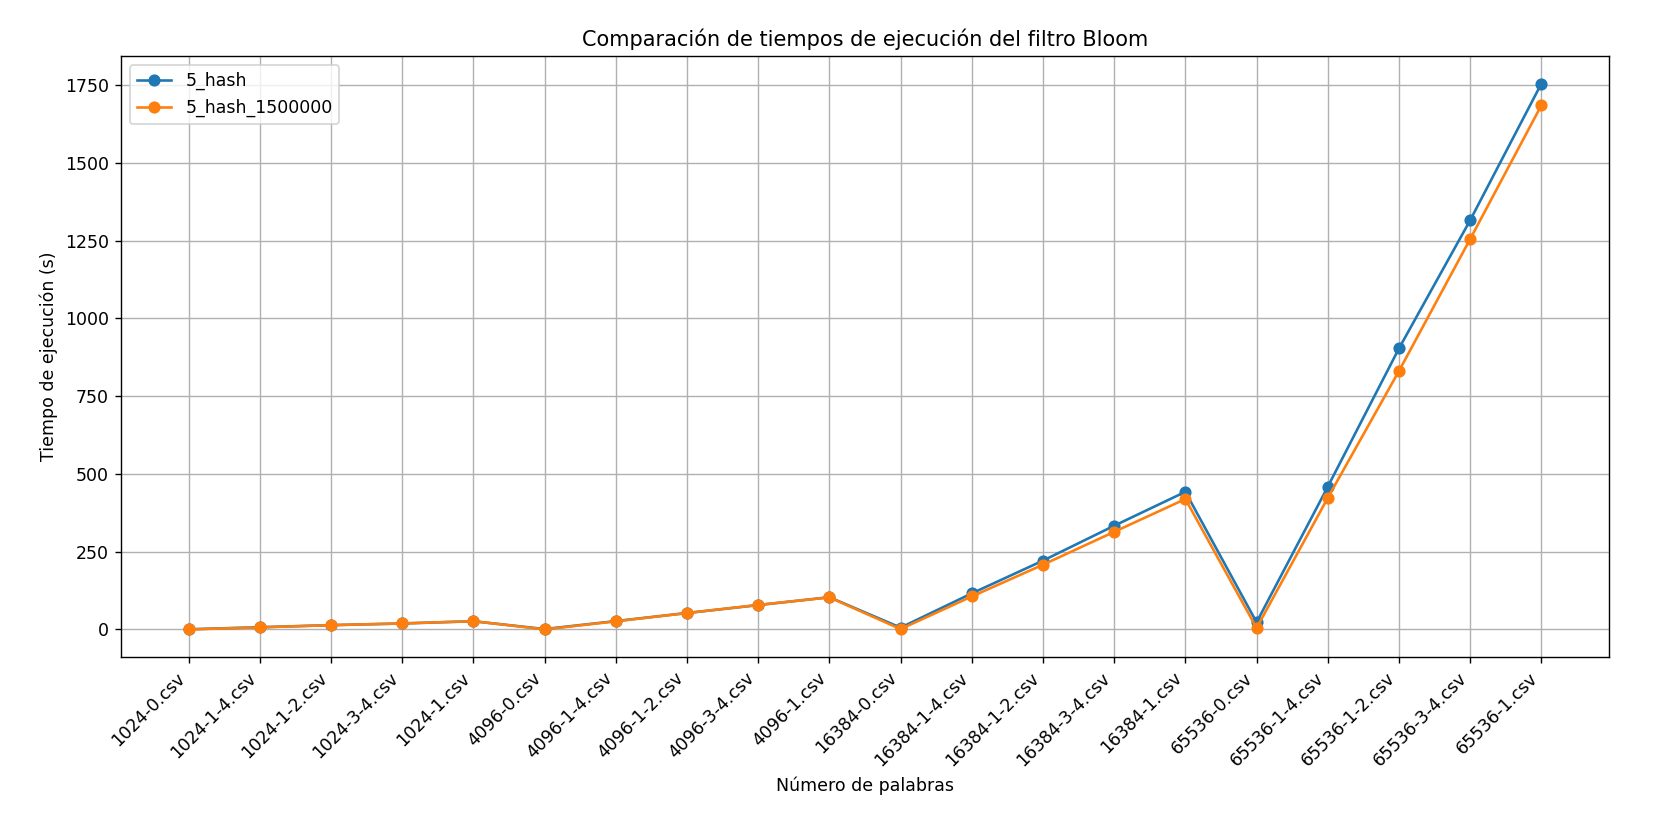 Comparación de tiempos de ejecución del filtro Bloom
5_hash
5_hash_1500000
1750
1500
1250
1000
750
500
250
0
Tiempo de ejecución (s)
1024-0.csv
1024-1-4.csv
1024-1-2.csv
1024-3-4.csv
1024-1.csv
4096-0.csv
4096-1-4.csv
4096-1-2.csv
4096-3-4.csv
4096-1.csv
16384-0.csv
16384-1-4.csv
16384-1-2.csv
16384-3-4.csv
16384-1.csv
65536-0.csv
65536-1-4.csv
65536-1-2.csv
65536-3-4.csv
65536-1.csv
Número de palabras